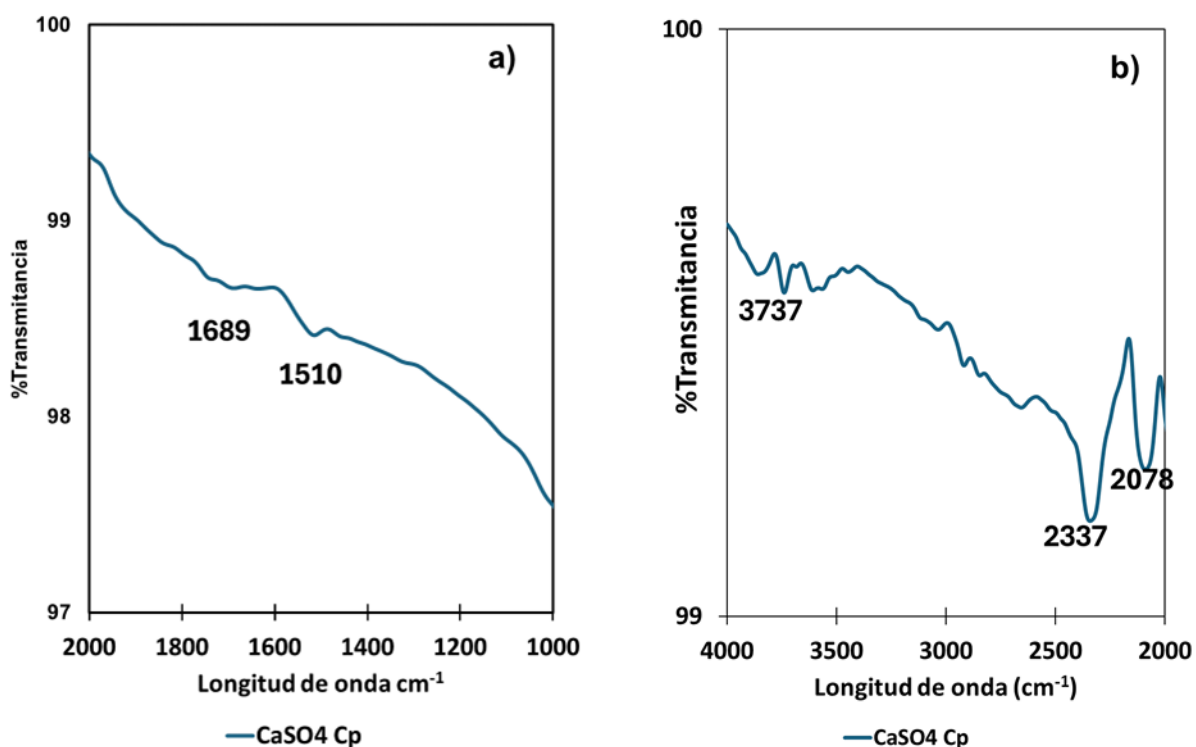 a)
100
99
98
97
%Transmitancia
1689
1510
2000 1800 1600 1400 1200 1000
Longitud de onda cm⁻¹
CaSO4 Cp
b)
100
99
%Transmitancia
3737
2337
2078
4000 3500 3000 2500 2000
Longitud de onda (cm⁻¹)
CaSO4 Cp